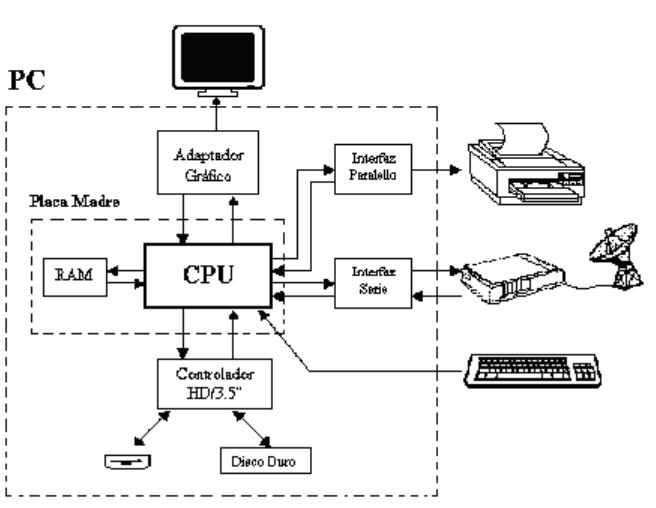 PC
Adaptador
Gráfico
Interfaz
Paralello
Placa Madre
RAM
CPU
Interfaz
Serie
Controlador
HD/3.5"
Disco Duro